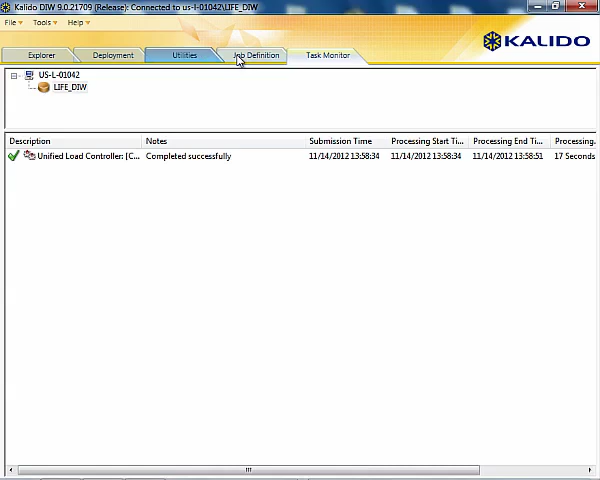 Kalido DIW 9.0.21709 (Release): Connected to us-l-01042\LIFE_DIW
File Tools Help
KALIDO
Explorer Deployment Utilities Job Definition Task Monitor
US-L-01042
LIFE_DIW
Description Notes Submission Time Processing Start Ti... Processing End Ti... Processing.
Unified Load Controller: [C... Completed successfully 11/14/2012 13:58:34 11/14/2012 13:58:34 11/14/2012 13:58:51 17 Seconds